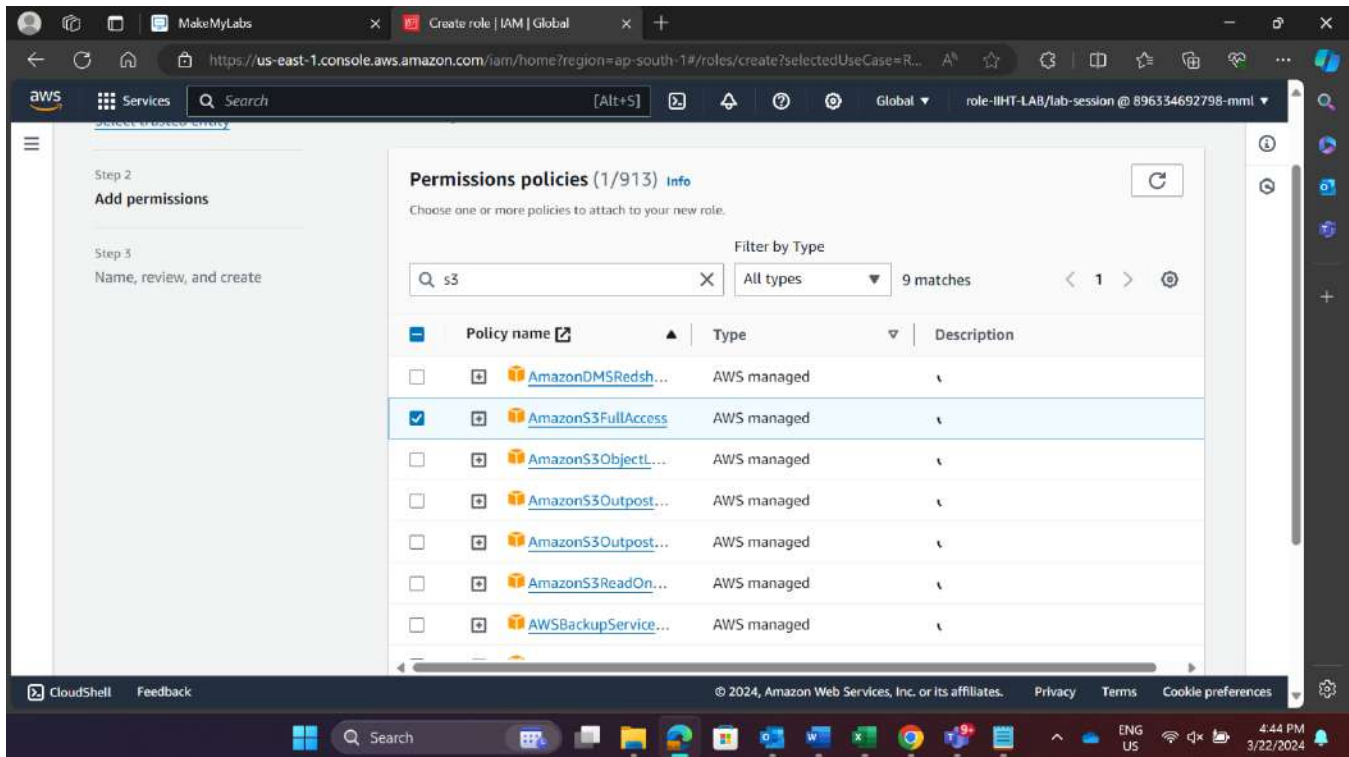 MakeMyLabs
Create role | IAM | Global
https://us-east-1.console.aws.amazon.com/iam/home?region=ap-south-1#/roles/create?selectedUseCase=R...
aws
Services
Search
[Alt+S]
Global
role-IIHT-LAB/lab-session @ 896334692798-mml
Select trusted entity
Step 2
Add permissions
Step 3
Name, review, and create
Permissions policies (1/913) Info
Choose one or more policies to attach to your new role.
Filter by Type
s3
All types
9 matches
1
Policy name
Type
Description
AmazonDMSRedsh... AWS managed
AmazonS3FullAccess AWS managed
AmazonS3ObjectL... AWS managed
AmazonS3Outpost... AWS managed
AmazonS3Outpost... AWS managed
AmazonS3ReadOn... AWS managed
AWSBackupService... AWS managed
CloudShell Feedback
© 2024, Amazon Web Services, Inc. or its affiliates. Privacy Terms Cookie preferences
Search
9+
ENG
US
4:44 PM
3/22/2024